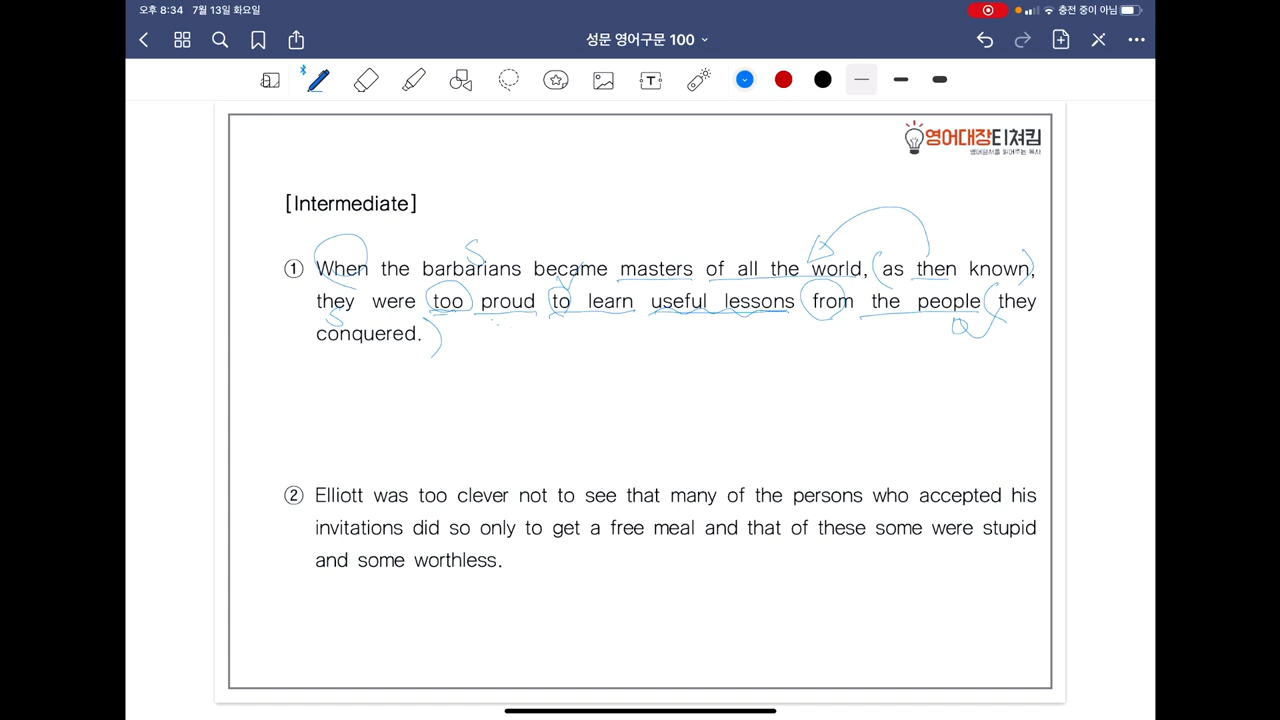 오후 8:34 7월 13일 화요일
충전 중이 아님
성문 영어구문 100
영어대장티쳐킴
[Intermediate]
① When the barbarians became masters of all the world, (as then known),
they were too proud to learn useful lessons from the people (they
conquered. )
② Elliott was too clever not to see that many of the persons who accepted his
invitations did so only to get a free meal and that of these some were stupid
and some worthless.